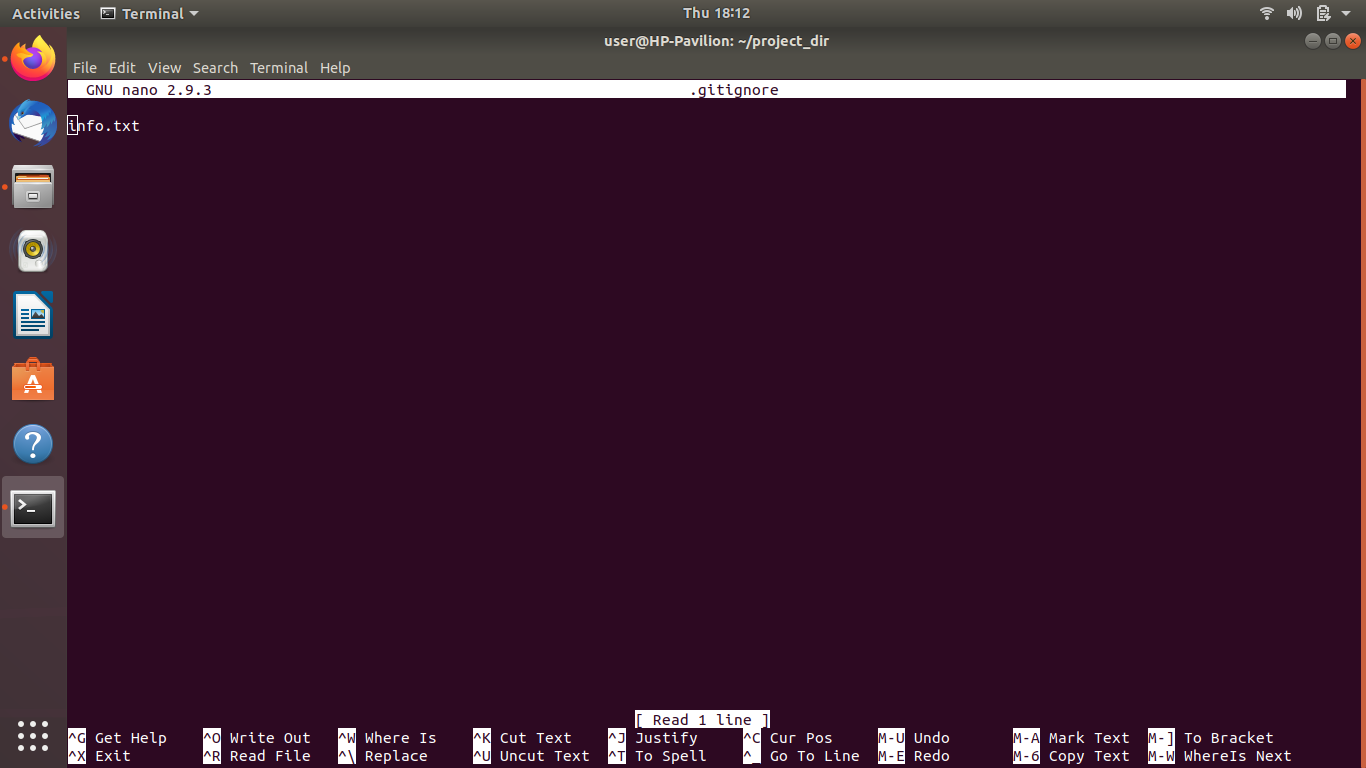 Activities Terminal Thu 18:12
user@HP-Pavilion: ~/project_dir
File Edit View Search Terminal Help
GNU nano 2.9.3 .gitignore
info.txt
[ Read 1 line ]
^G Get Help ^O Write Out ^W Where Is ^K Cut Text ^J Justify ^C Cur Pos M-U Undo M-A Mark Text M-] To Bracket
^X Exit ^R Read File ^\ Replace ^U Uncut Text ^T To Spell ^_ Go To Line M-E Redo M-6 Copy Text M-W WhereIs Next